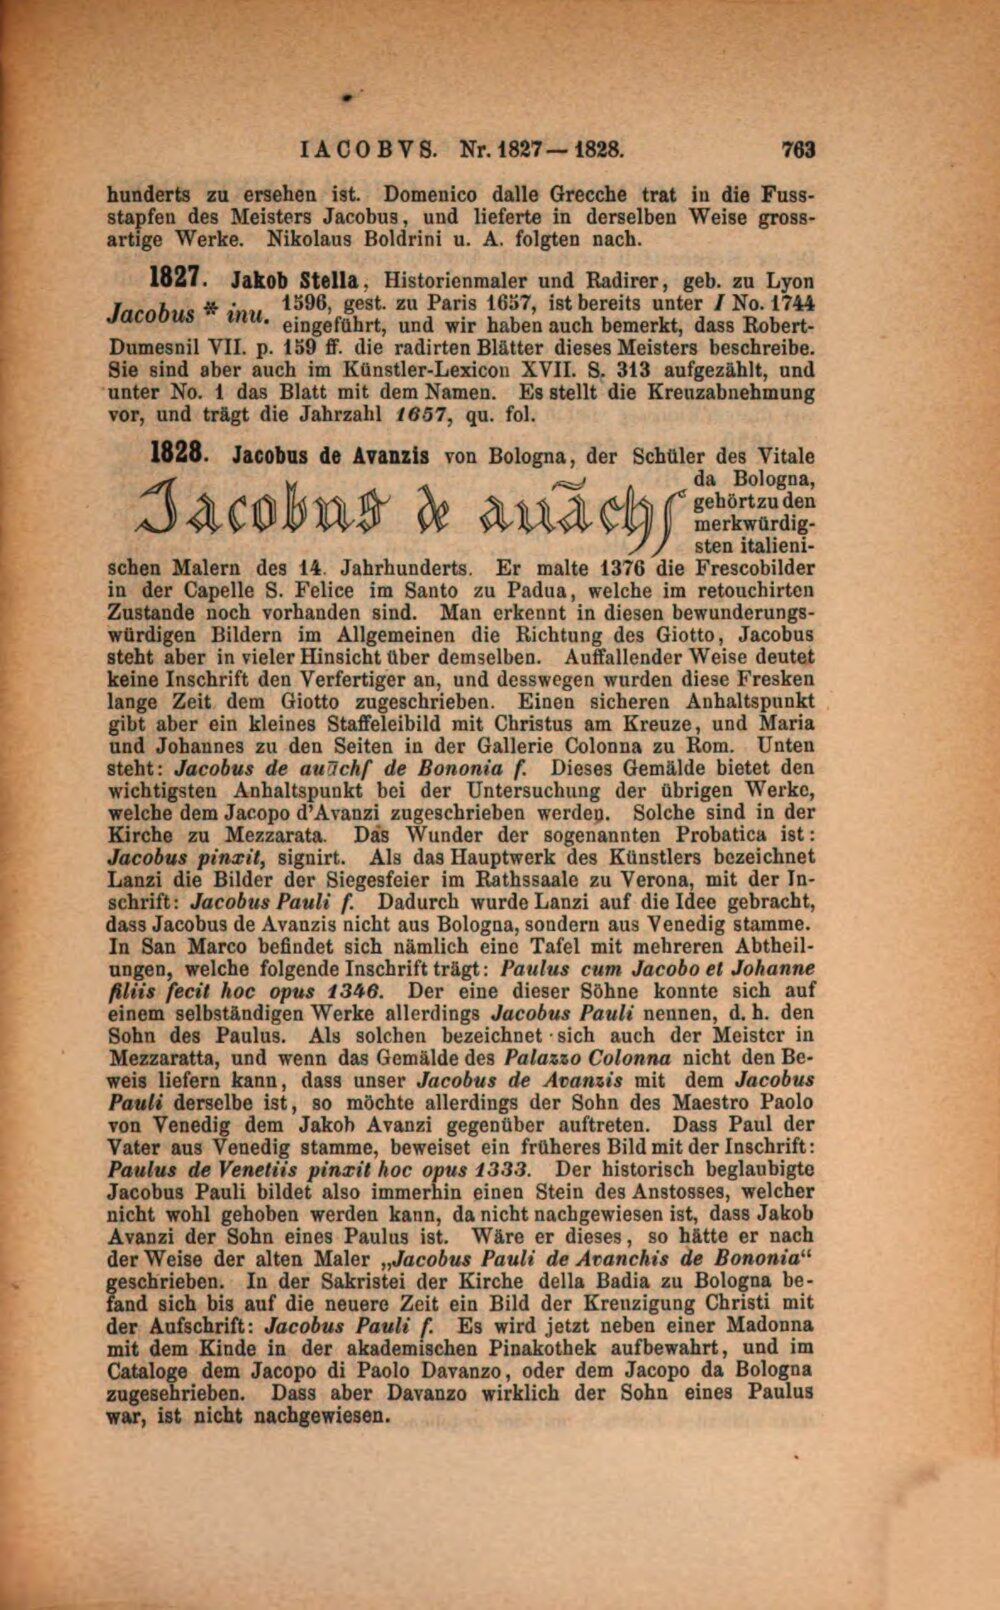 IACOBVS. Nr. 1827—1828. 763
hunderts zu ersehen ist. Domenico dalle Grecche trat in die Fuss-
stapfen des Meisters Jacobus, und lieferte in derselben Weise gross-
artige Werke. Nikolaus Boldrini u. A. folgten nach.
1827. Jakob Stella, Historienmaler und Radirer, geb. zu Lyon
Jacobus * inu. 1596, gest. zu Paris 1657, ist bereits unter I No. 1744
eingeführt, und wir haben auch bemerkt, dass Robert-
Dumesnil VII. p. 159 ff. die radirten Blätter dieses Meisters beschreibe.
Sie sind aber auch im Künstler-Lexicon XVII. S. 313 aufgezählt, und
unter No. 1 das Blatt mit dem Namen. Es stellt die Kreuzabnehmung
vor, und trägt die Jahrzahl 1657, qu. fol.
1828. Jacobus de Avanzis von Bologna, der Schüler des Vitale
da Bologna,
Jacobus de auāchſ gehört zu den
merkwürdig-
sten italieni-
schen Malern des 14. Jahrhunderts. Er malte 1376 die Frescobilder
in der Capelle S. Felice im Santo zu Padua, welche im retouchirten
Zustande noch vorhanden sind. Man erkennt in diesen bewunderungs-
würdigen Bildern im Allgemeinen die Richtung des Giotto, Jacobus
steht aber in vieler Hinsicht über demselben. Auffallender Weise deutet
keine Inschrift den Verfertiger an, und desswegen wurden diese Fresken
lange Zeit dem Giotto zugeschrieben. Einen sicheren Anhaltspunkt
gibt aber ein kleines Staffeleibild mit Christus am Kreuze, und Maria
und Johannes zu den Seiten in der Gallerie Colonna zu Rom. Unten
steht: Jacobus de auāchſ de Bononia f. Dieses Gemälde bietet den
wichtigsten Anhaltspunkt bei der Untersuchung der übrigen Werke,
welche dem Jacopo d'Avanzi zugeschrieben werden. Solche sind in der
Kirche zu Mezzarata. Das Wunder der sogenannten Probatica ist:
Jacobus pinxit, signirt. Als das Hauptwerk des Künstlers bezeichnet
Lanzi die Bilder der Siegesfeier im Rathssaale zu Verona, mit der In-
schrift: Jacobus Pauli f. Dadurch wurde Lanzi auf die Idee gebracht,
dass Jacobus de Avanzis nicht aus Bologna, sondern aus Venedig stamme.
In San Marco befindet sich nämlich eine Tafel mit mehreren Abtheil-
ungen, welche folgende Inschrift trägt: Paulus cum Jacobo et Johanne
filiis fecit hoc opus 1346. Der eine dieser Söhne konnte sich auf
einem selbständigen Werke allerdings Jacobus Pauli nennen, d. h. den
Sohn des Paulus. Als solchen bezeichnet sich auch der Meister in
Mezzaratta, und wenn das Gemälde des Palazzo Colonna nicht den Be-
weis liefern kann, dass unser Jacobus de Avanzis mit dem Jacobus
Pauli derselbe ist, so möchte allerdings der Sohn des Maestro Paolo
von Venedig dem Jakob Avanzi gegenüber auftreten. Dass Paul der
Vater aus Venedig stamme, beweiset ein früheres Bild mit der Inschrift:
Paulus de Venetiis pinxit hoc opus 1333. Der historisch beglaubigte
Jacobus Pauli bildet also immerhin einen Stein des Anstosses, welcher
nicht wohl gehoben werden kann, da nicht nachgewiesen ist, dass Jakob
Avanzi der Sohn eines Paulus ist. Wäre er dieses, so hätte er nach
der Weise der alten Maler „Jacobus Pauli de Avanchis de Bononia“
geschrieben. In der Sakristei der Kirche della Badia zu Bologna be-
fand sich bis auf die neuere Zeit ein Bild der Kreuzigung Christi mit
der Aufschrift: Jacobus Pauli f. Es wird jetzt neben einer Madonna
mit dem Kinde in der akademischen Pinakothek aufbewahrt, und im
Cataloge dem Jacopo di Paolo Davanzo, oder dem Jacopo da Bologna
zugeschrieben. Dass aber Davanzo wirklich der Sohn eines Paulus
war, ist nicht nachgewiesen.